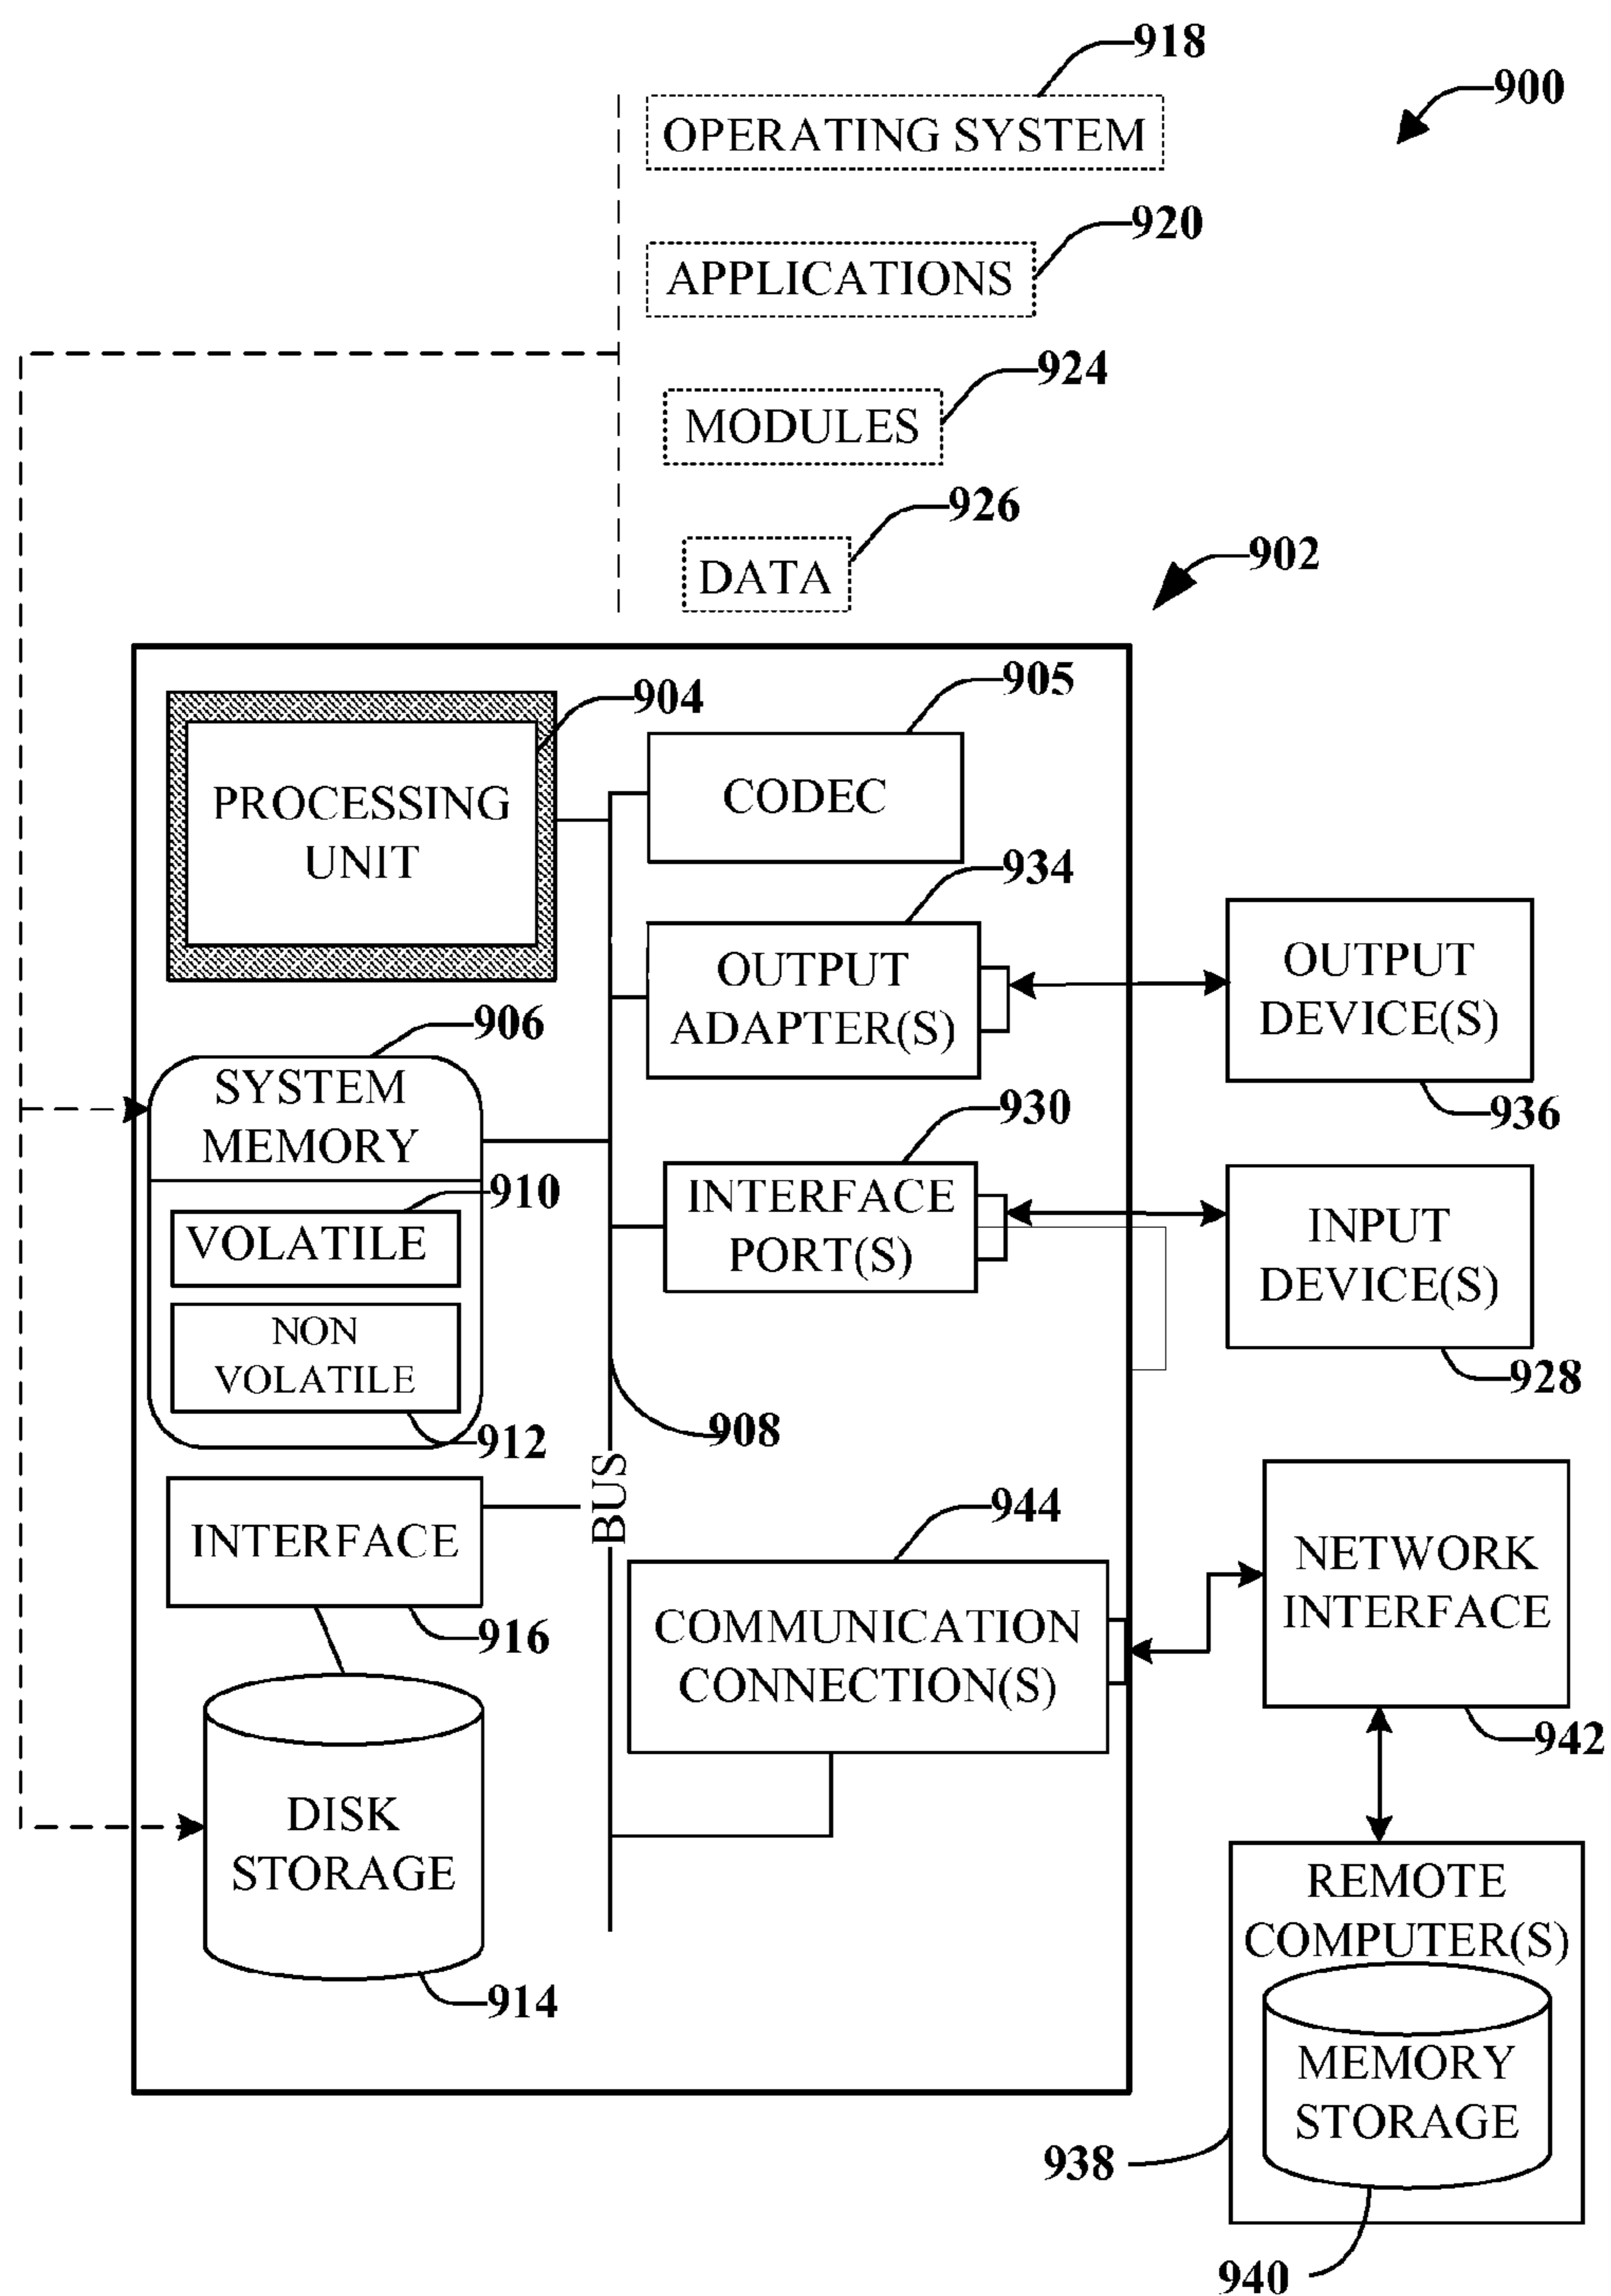 918
900
OPERATING SYSTEM
920
APPLICATIONS
924
MODULES
926
DATA
902
904
PROCESSING
UNIT
905
CODEC
934
OUTPUT
ADAPTER(S)
OUTPUT
DEVICE(S)
936
906
SYSTEM
MEMORY
910
VOLATILE
NON
VOLATILE
912
930
INTERFACE
PORT(S)
INPUT
DEVICE(S)
928
908
BUS
INTERFACE
916
944
COMMUNICATION
CONNECTION(S)
NETWORK
INTERFACE
942
DISK
STORAGE
914
REMOTE
COMPUTER(S)
MEMORY
STORAGE
938
940